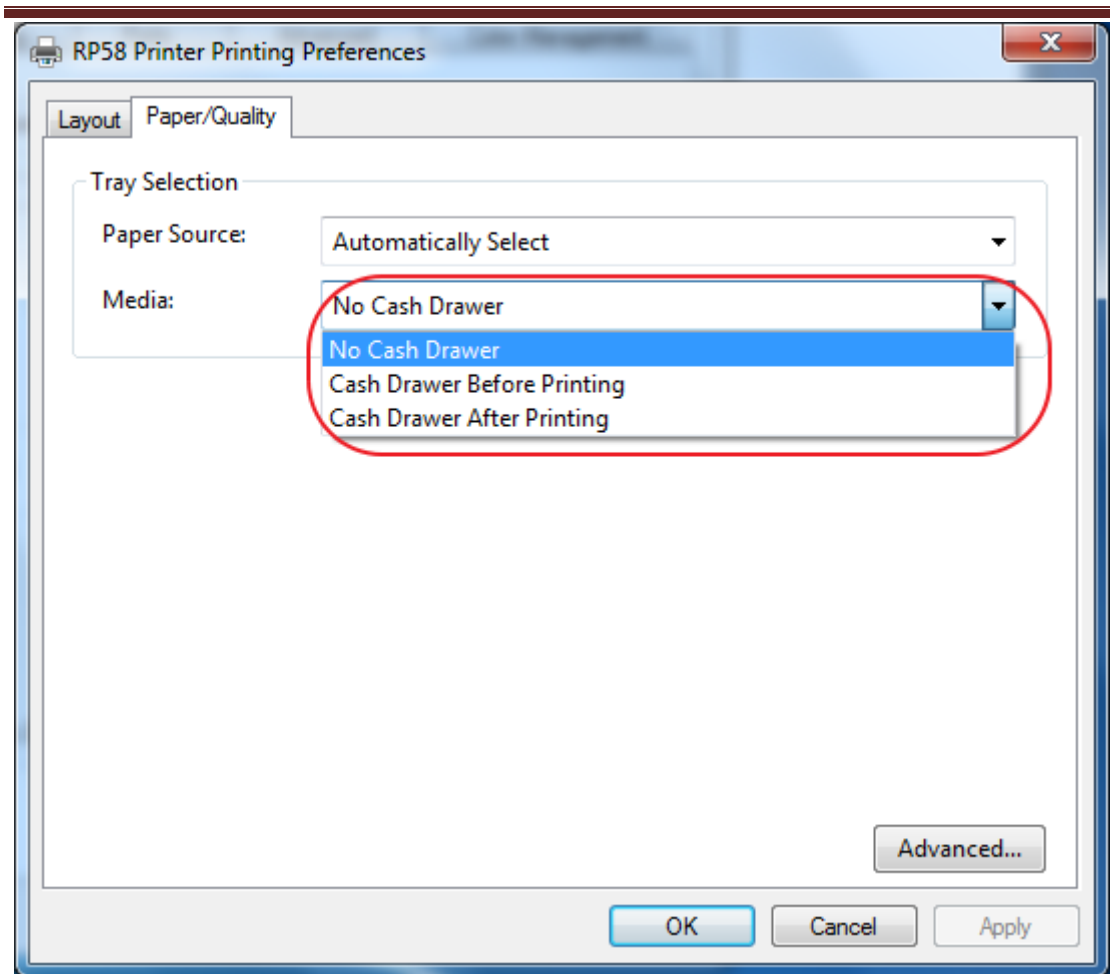 RP58 Printer Printing Preferences
Layout Paper/Quality
Tray Selection
Paper Source: Automatically Select
Media: No Cash Drawer
No Cash Drawer
Cash Drawer Before Printing
Cash Drawer After Printing
Advanced...
OK Cancel Apply